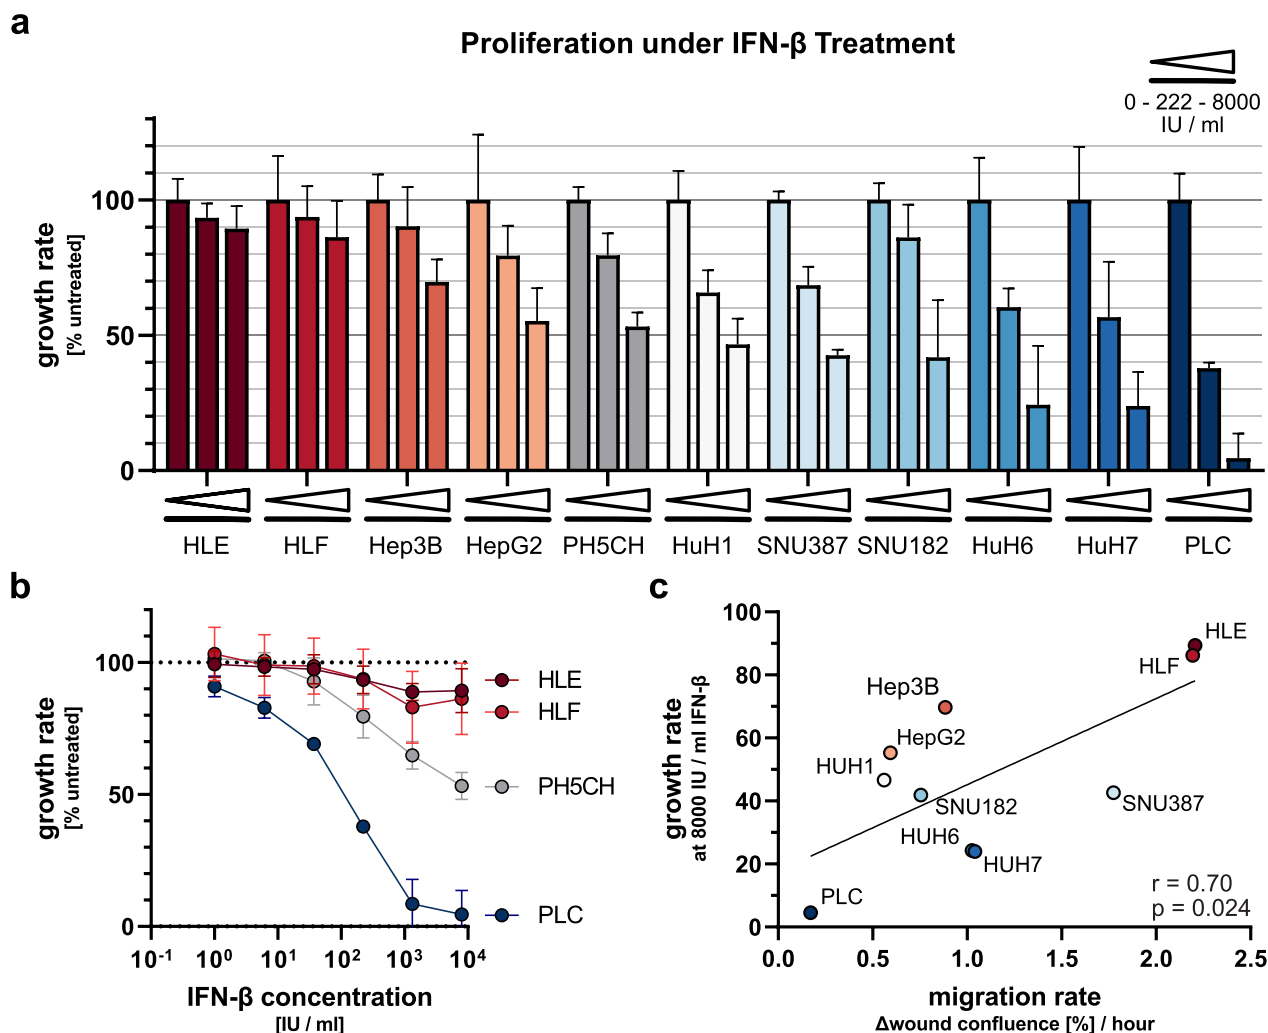 a
Proliferation under IFN-β Treatment
0 - 222 - 8000
IU / ml
growth rate
[% untreated]
100
50
0
HLE HLF Hep3B HepG2 PH5CH HuH1 SNU387 SNU182 HuH6 HuH7 PLC
b
growth rate
[% untreated]
100
50
0
10⁻¹ 10⁰ 10¹ 10² 10³ 10⁴
IFN-β concentration
[IU / ml]
HLE
HLF
PH5CH
PLC
c
growth rate
at 8000 IU / ml IFN-β
100
80
60
40
20
0
HLE
HLF
Hep3B
HepG2
HUH1
SNU182
SNU387
HUH6
HUH7
PLC
r = 0.70
p = 0.024
0.0 0.5 1.0 1.5 2.0 2.5
migration rate
Δwound confluence [%] / hour